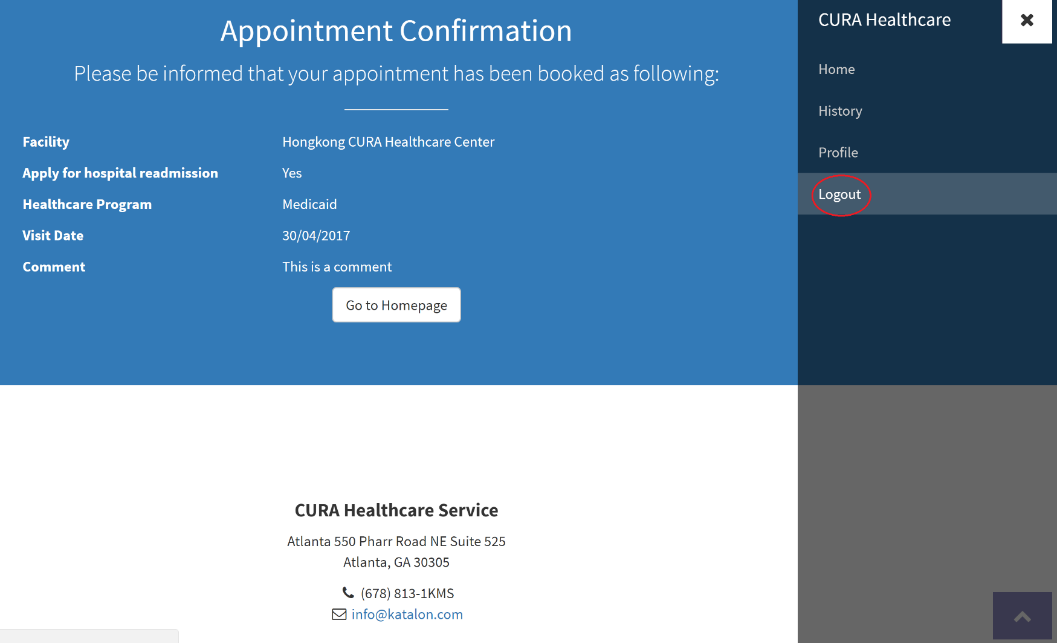 Appointment Confirmation
Please be informed that your appointment has been booked as following:
Facility Hongkong CURA Healthcare Center
Apply for hospital readmission Yes
Healthcare Program Medicaid
Visit Date 30/04/2017
Comment This is a comment
Go to Homepage
CURA Healthcare Service
Atlanta 550 Pharr Road NE Suite 525
Atlanta, GA 30305
(678) 813-1KMS
info@katalon.com
CURA Healthcare
Home
History
Profile
Logout